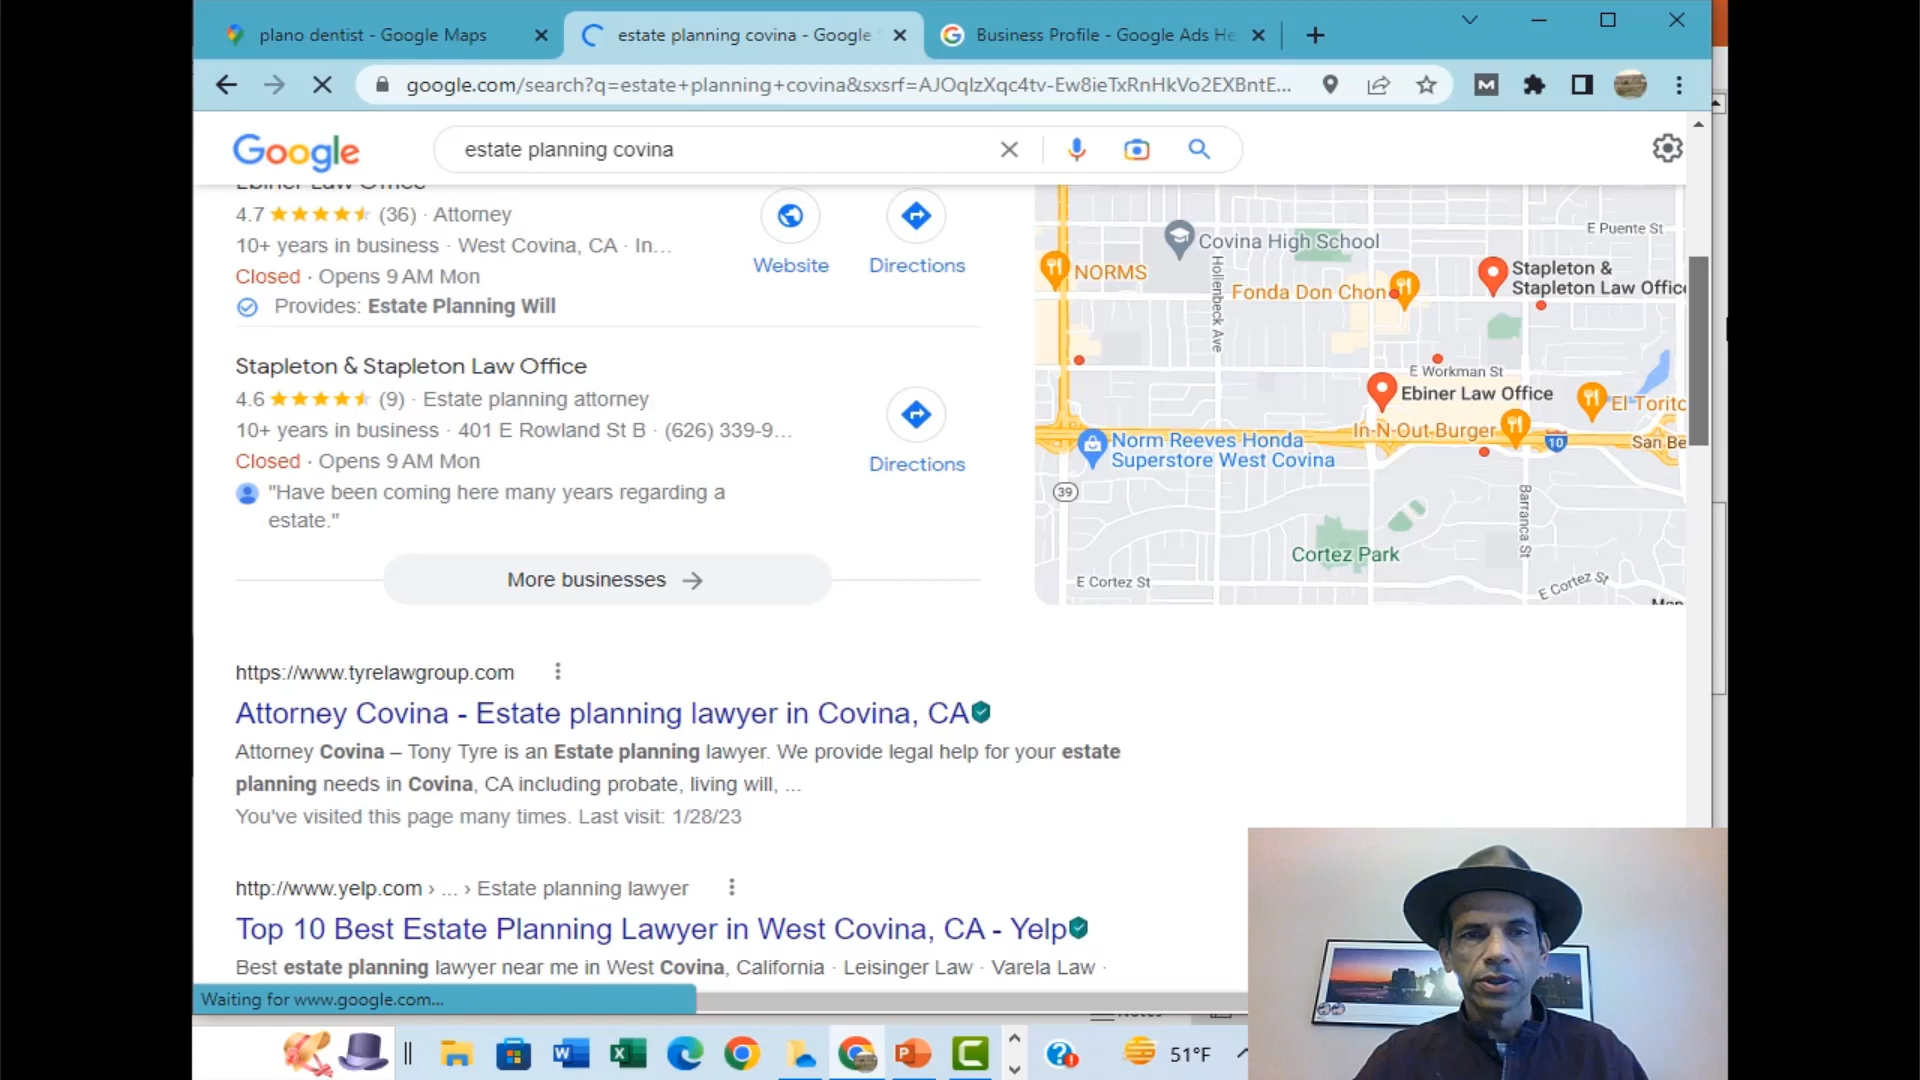 plano dentist - Google Maps
estate planning covina - Google
Business Profile - Google Ads He
google.com/search?q=estate+planning+covina&sxsrf=AJOqlzXqc4tv-Ew8ieTxRnHkVo2EXBntE...
Google
estate planning covina
Ebiner Law Office
4.7 (36) · Attorney
10+ years in business · West Covina, CA · In...
Closed · Opens 9 AM Mon
Provides: Estate Planning Will
Website
Directions
Stapleton & Stapleton Law Office
4.6 (9) · Estate planning attorney
10+ years in business · 401 E Rowland St B · (626) 339-9...
Closed · Opens 9 AM Mon
"Have been coming here many years regarding a
estate."
Directions
More businesses
E Puente St
Covina High School
NORMS
Hollenbeck Ave
Fonda Don Chon
Stapleton &
Stapleton Law Office
E Workman St
Ebiner Law Office
El Torito
In-N-Out Burger
10
San Be
Norm Reeves Honda
Superstore West Covina
39
Barranca St
Cortez Park
E Cortez St
E Cortez St
Map
https://www.tyrelawgroup.com
Attorney Covina - Estate planning lawyer in Covina, CA
Attorney Covina – Tony Tyre is an Estate planning lawyer. We provide legal help for your estate
planning needs in Covina, CA including probate, living will, ...
You've visited this page many times. Last visit: 1/28/23
http://www.yelp.com › ... › Estate planning lawyer
Top 10 Best Estate Planning Lawyer in West Covina, CA - Yelp
Best estate planning lawyer near me in West Covina, California · Leisinger Law · Varela Law ·
Waiting for www.google.com...
Notes
51°F